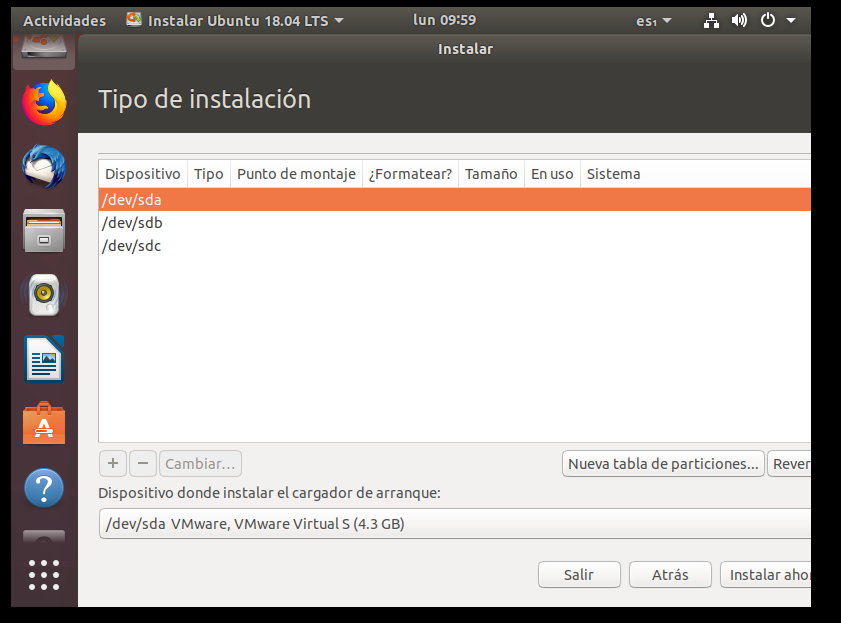 Actividades Instalar Ubuntu 18.04 LTS lun 09:59 es₁
Instalar
Tipo de instalación
Dispositivo Tipo Punto de montaje ¿Formatear? Tamaño En uso Sistema
/dev/sda
/dev/sdb
/dev/sdc
+ − Cambiar... Nueva tabla de particiones... Rever
Dispositivo donde instalar el cargador de arranque:
/dev/sda VMware, VMware Virtual S (4.3 GB)
Salir Atrás Instalar aho